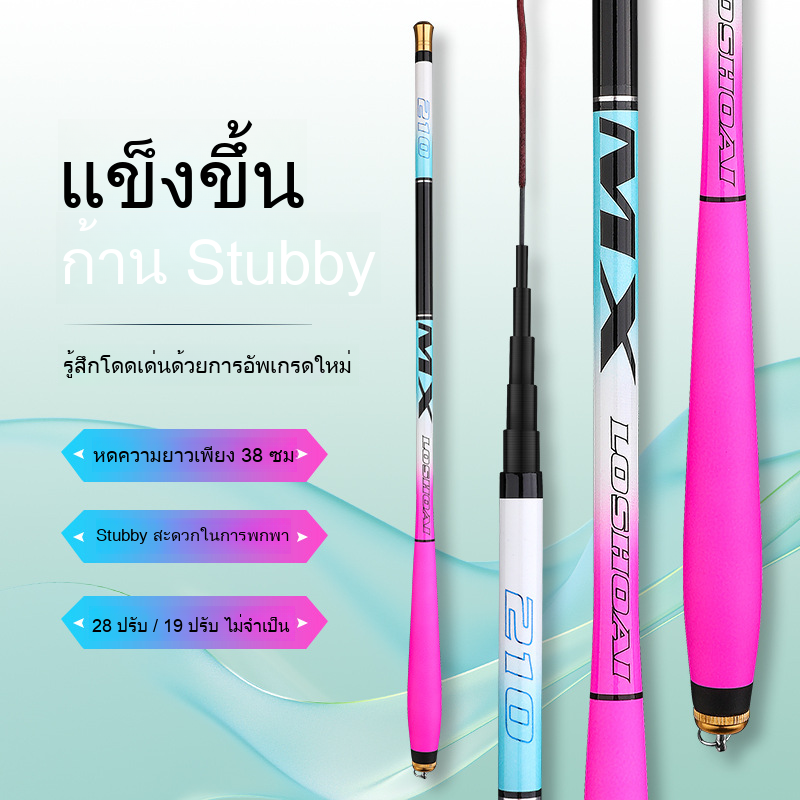 แข็งขึ้น
ก้าน Stubby
รู้สึกโดดเด่นด้วยการอัพเกรดใหม่
หดความยาวเพียง 38 ซม
Stubby สะดวกในการพกพา
28 ปรับ / 19 ปรับ ไม่จำเป็น
210
MX
LOSHOAI
210
MX
LOSHOAI
LOSHOAI